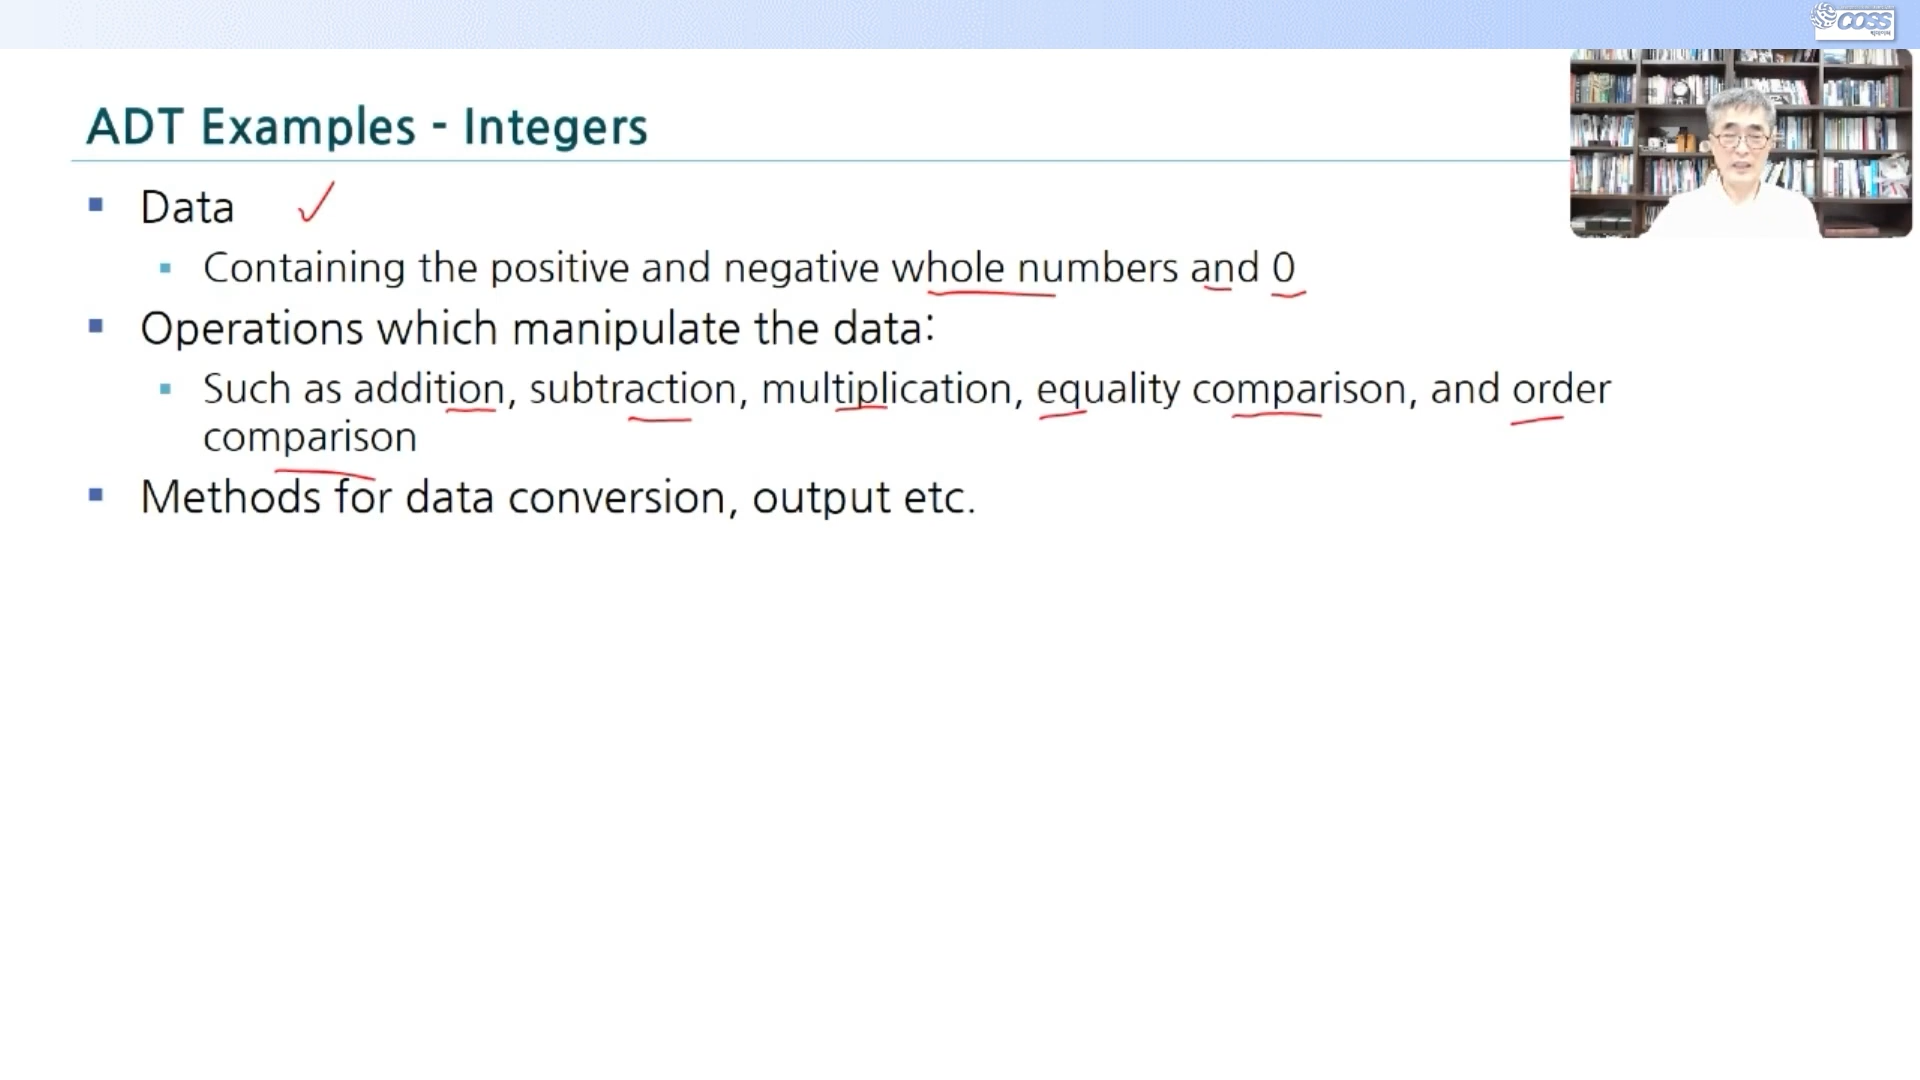 COSS
ADT Examples - Integers
Data
Containing the positive and negative whole numbers and 0
Operations which manipulate the data:
Such as addition, subtraction, multiplication, equality comparison, and order
comparison
Methods for data conversion, output etc.